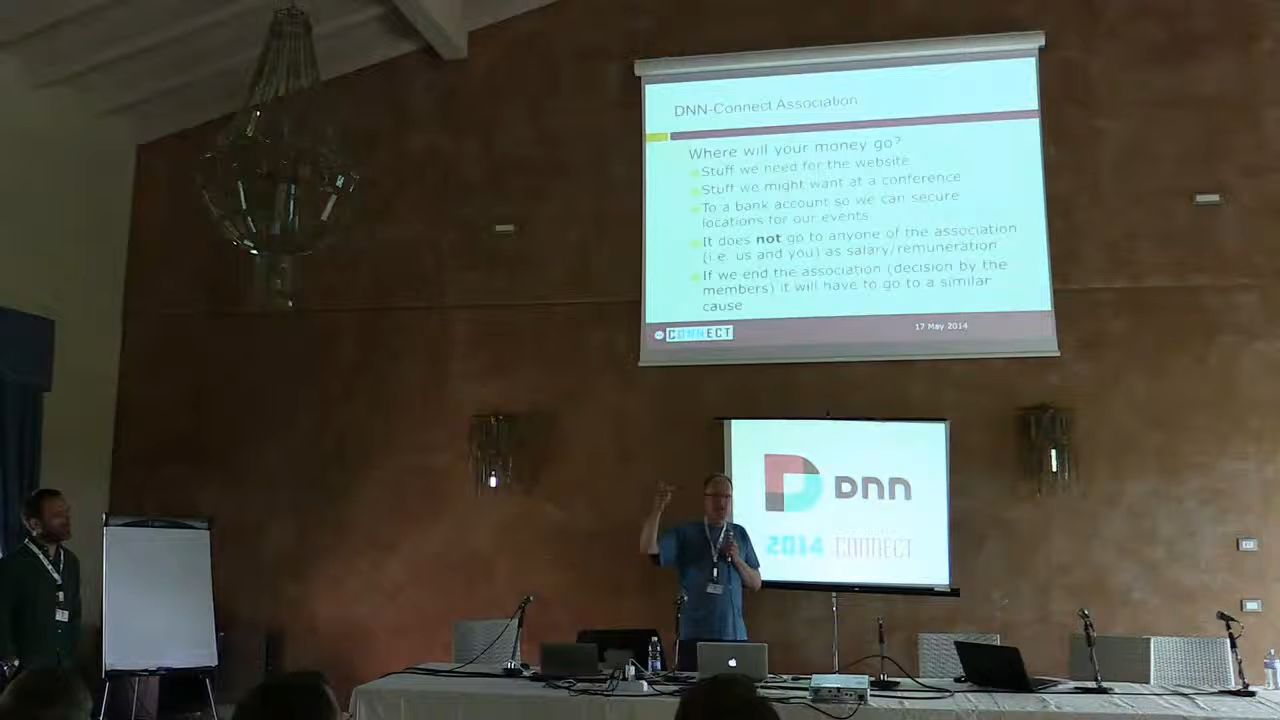 DNN-Connect Association
Where will your money go?
Stuff we need for the website
Stuff we might want at a conference
To a bank account so we can secure
locations for our events
It does not go to anyone of the association
(i.e. us and you) as salary/remuneration
If we end the association (decision by the
members) it will have to go to a similar
cause
CONNECT
17 May 2014
DNN
2014 CONNECT